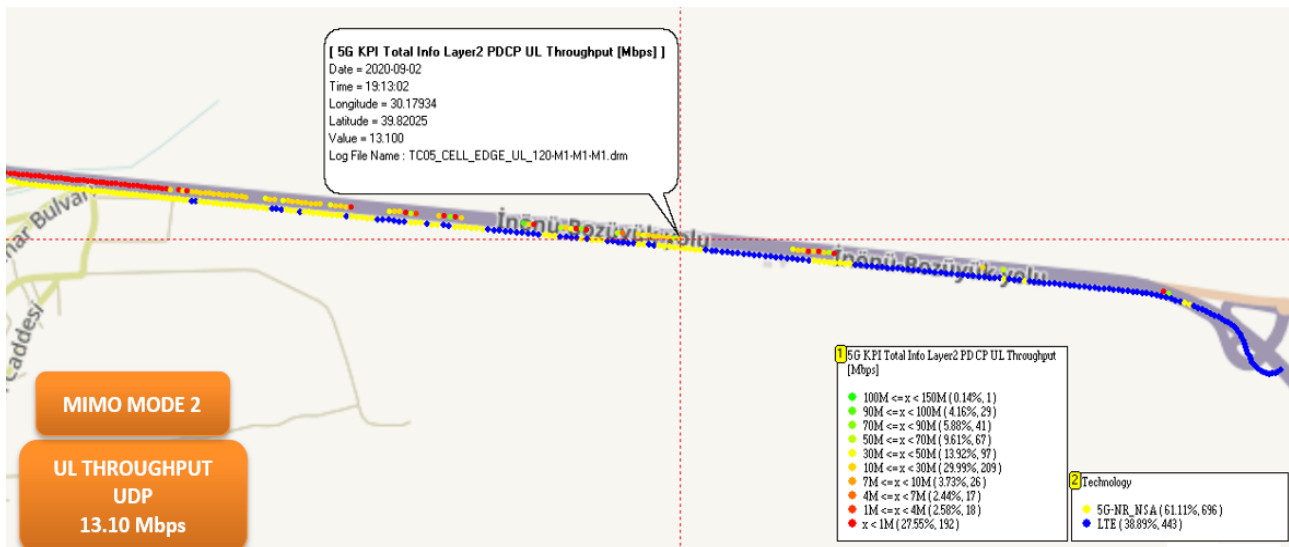 [ 5G KPI Total Info Layer2 PDCP UL Throughput [Mbps] ]
Date = 2020-09-02
Time = 19:13:02
Longitude = 30.17934
Latitude = 39.82025
Value = 13.100
Log File Name : TC05_CELL_EDGE_UL_120-M1-M1-M1.drm
İnönü-Bozüyük yolu
İnönü-Bozüyük yolu
Bulvarı
Caddesi
MIMO MODE 2
UL THROUGHPUT
UDP
13.10 Mbps
1
5G KPI Total Info Layer2 PDCP UL Throughput
[Mbps]
100M <=x < 150M ( 0.14%, 1 )
90M <=x < 100M ( 4.16%, 29 )
70M <=x < 90M ( 5.88%, 41 )
50M <=x < 70M ( 9.61%, 67 )
30M <=x < 50M ( 13.92%, 97 )
10M <=x < 30M ( 29.99%, 209 )
7M <=x < 10M ( 3.73%, 26 )
4M <=x < 7M ( 2.44%, 17 )
1M <=x < 4M ( 2.58%, 18 )
x < 1M ( 27.55%, 192 )
2
Technology
5G-NR_NSA (61.11%, 696 )
LTE ( 38.89%, 443 )